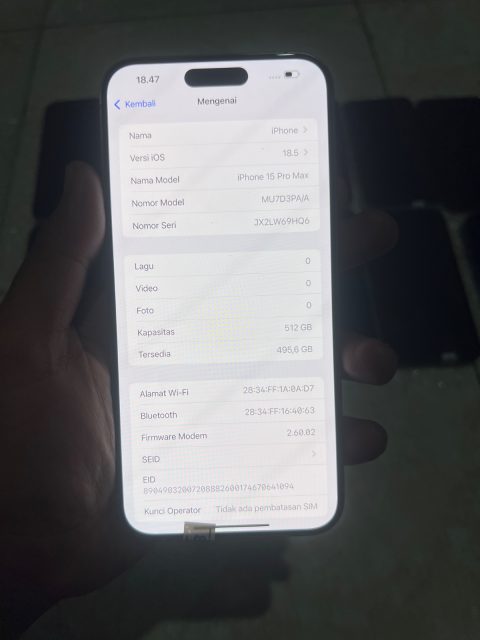 18.47
Kembali
Mengenai
Nama iPhone
Versi iOS 18.5
Nama Model iPhone 15 Pro Max
Nomor Model MU7D3PA/A
Nomor Seri JX2LW69HQ6
Lagu 0
Video 0
Foto 0
Kapasitas 512 GB
Tersedia 495,6 GB
Alamat Wi-Fi 28:34:FF:1A:0A:D7
Bluetooth 28:34:FF:16:40:63
Firmware Modem 2.60.02
SEID
EID
89049032007208882600174670641094
Kunci Operator Tidak ada pembatasan SIM